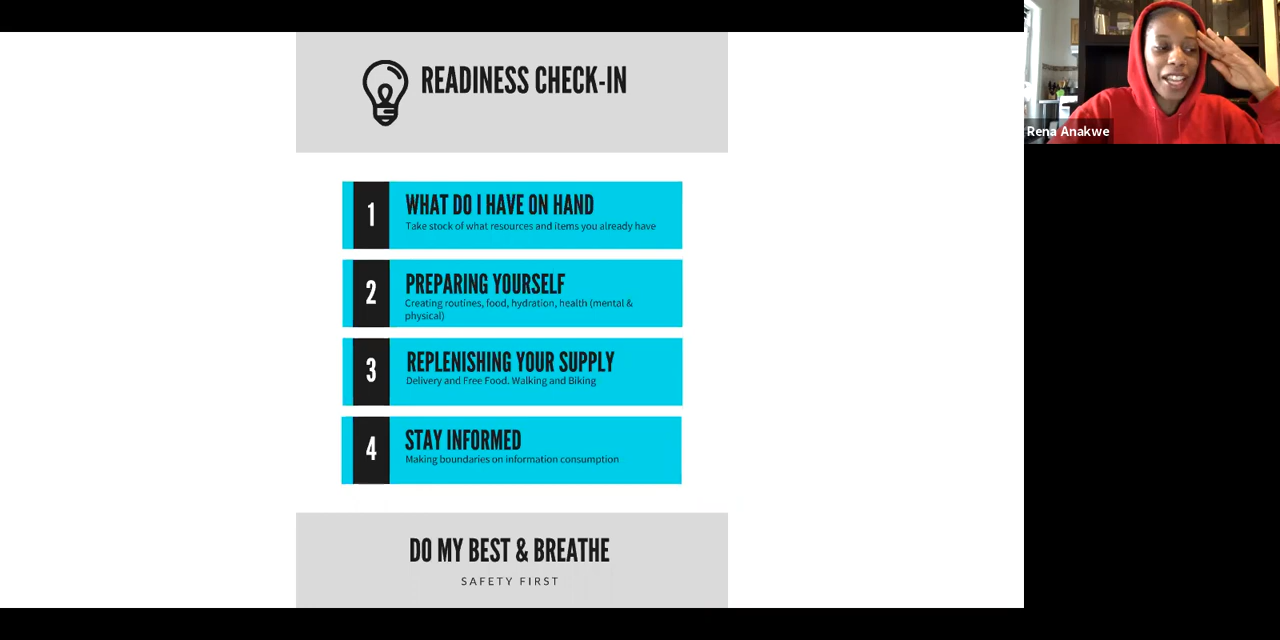 READINESS CHECK-IN
1
WHAT DO I HAVE ON HAND
Take stock of what resources and items you already have
2
PREPARING YOURSELF
Creating routines, food, hydration, health (mental &
physical)
3
REPLENISHING YOUR SUPPLY
Delivery and Free Food. Walking and Biking
4
STAY INFORMED
Making boundaries on information consumption
DO MY BEST & BREATHE
SAFETY FIRST
Rena Anakwe